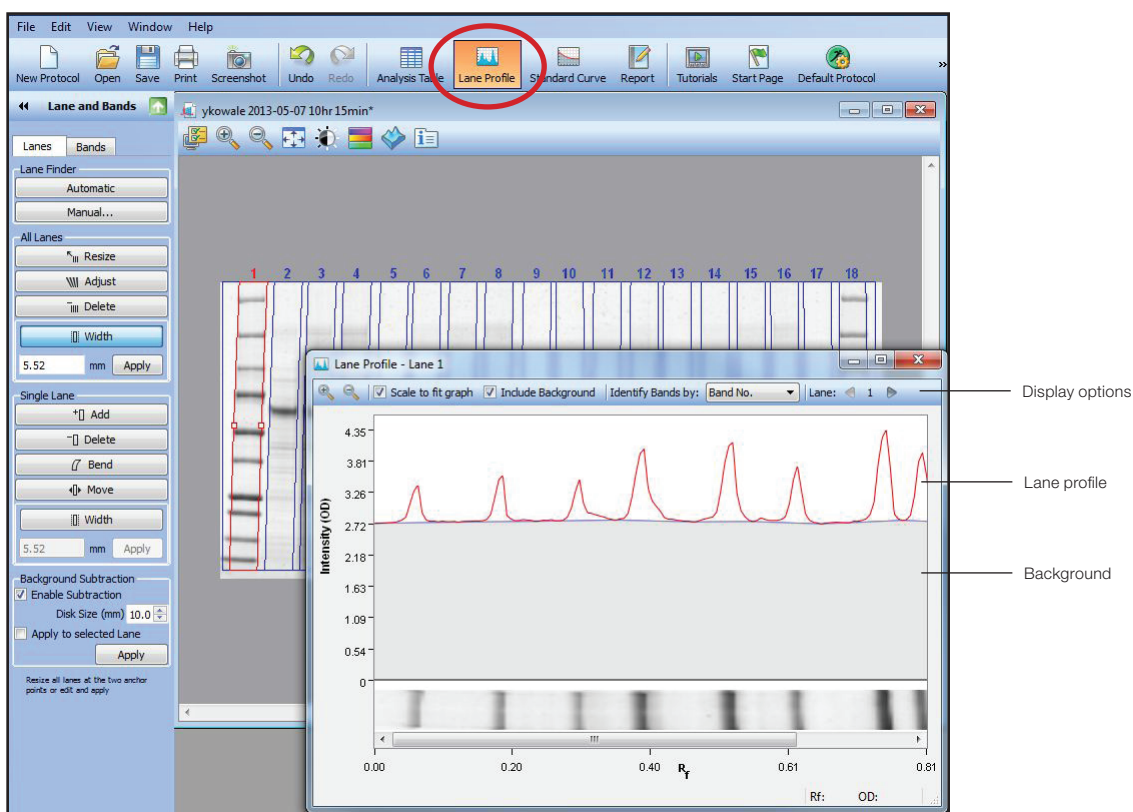 File Edit View Window Help
New Protocol Open Save Print Screenshot Undo Redo Analysis Table Lane Profile Standard Curve Report Tutorials Start Page Default Protocol »
Lane and Bands
ykowale 2013-05-07 10hr 15min*
Lanes Bands
Lane Finder
Automatic
Manual...
All Lanes
Resize
Adjust
Delete
Width
5.52 mm Apply
Single Lane
Add
Delete
Bend
Move
Width
5.52 mm Apply
Background Subtraction
Enable Subtraction
Disk Size (mm) 10.0
Apply to selected Lane
Apply
Resize all lanes at the two anchor
points or edit and apply
1 2 3 4 5 6 7 8 9 10 11 12 13 14 15 16 17 18
Lane Profile - Lane 1
Scale to fit graph Include Background Identify Bands by: Band No. Lane: 1
Intensity (OD)
4.35
3.81
3.26
2.72
2.18
1.63
1.09
0.54
0
0.00 0.20 0.40 Rf 0.61 0.81
Rf: OD:
Display options
Lane profile
Background